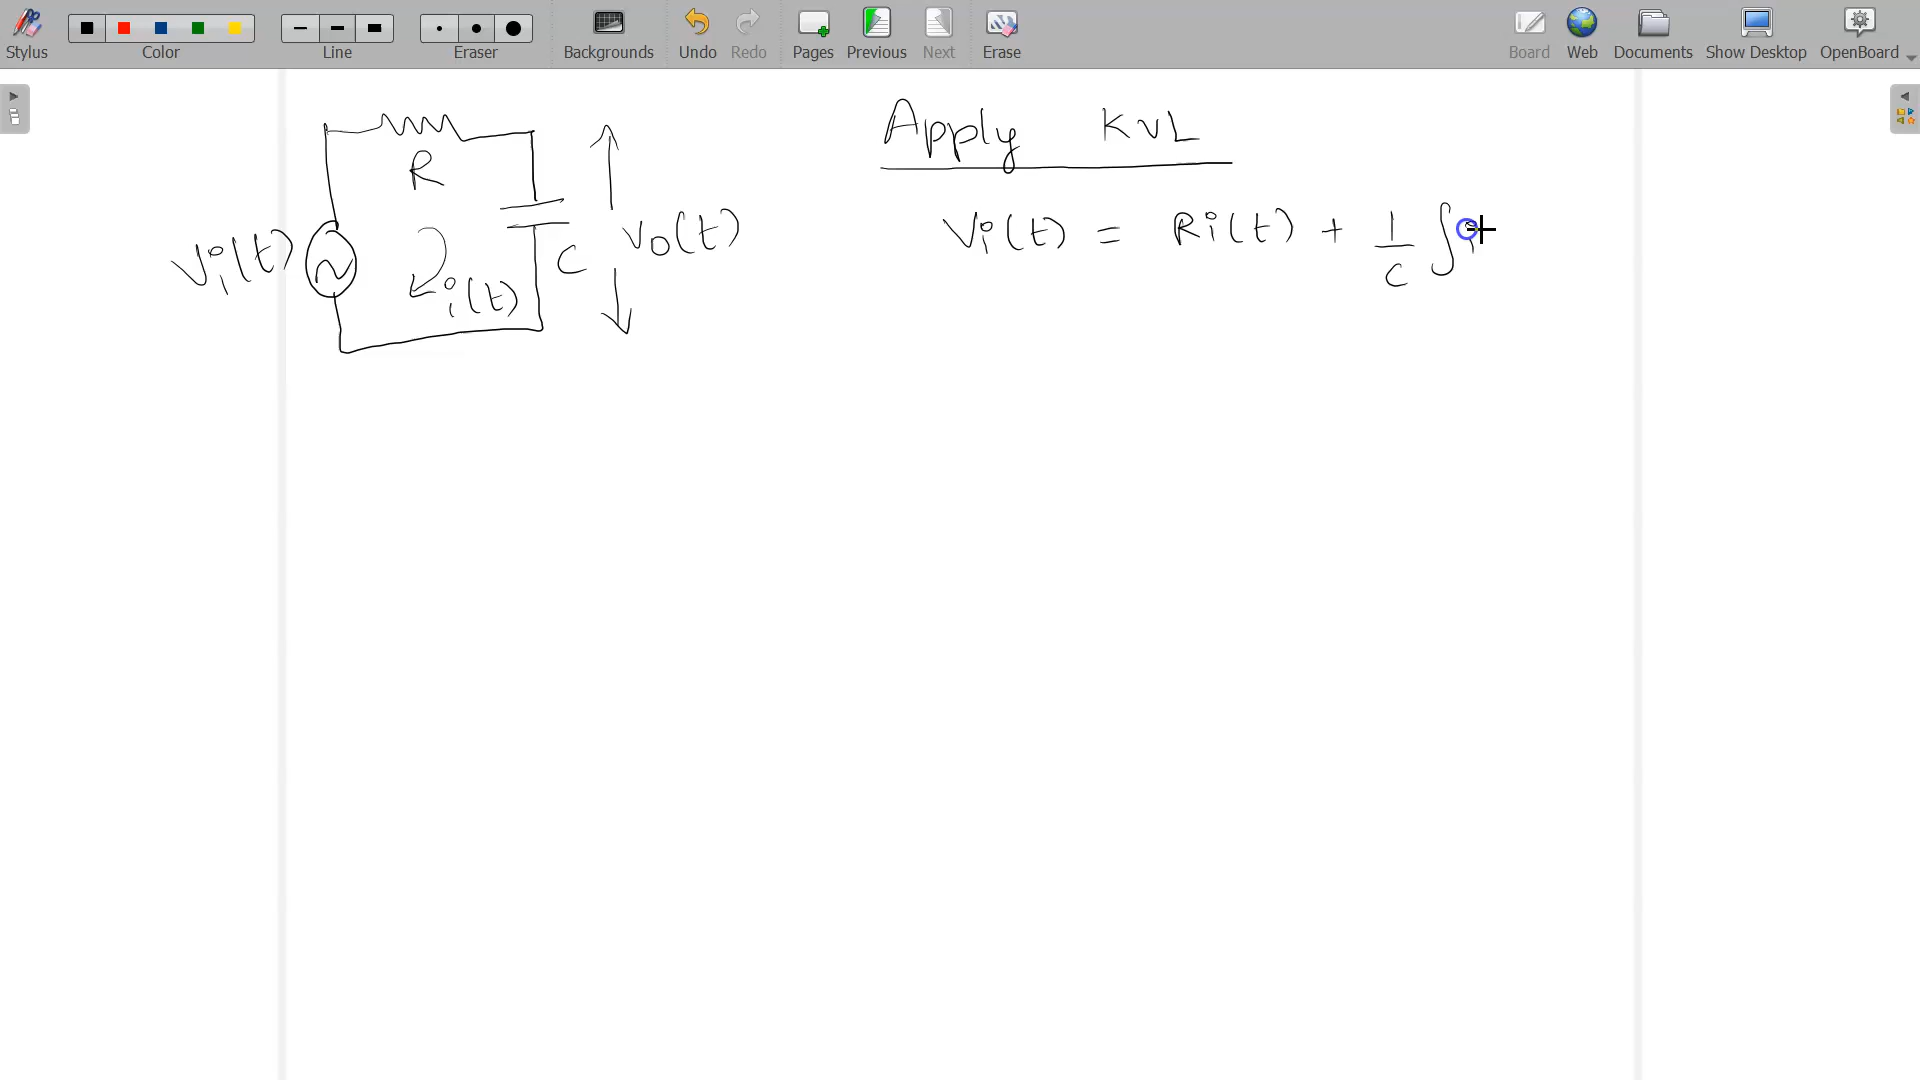 Stylus Color Line Eraser Backgrounds Undo Redo Pages Previous Next Erase Board Web Documents Show Desktop OpenBoard
Apply KVL
R
Vi(t)
i(t)
C
vo(t)
Vi(t) = Ri(t) + 1/C ∫i